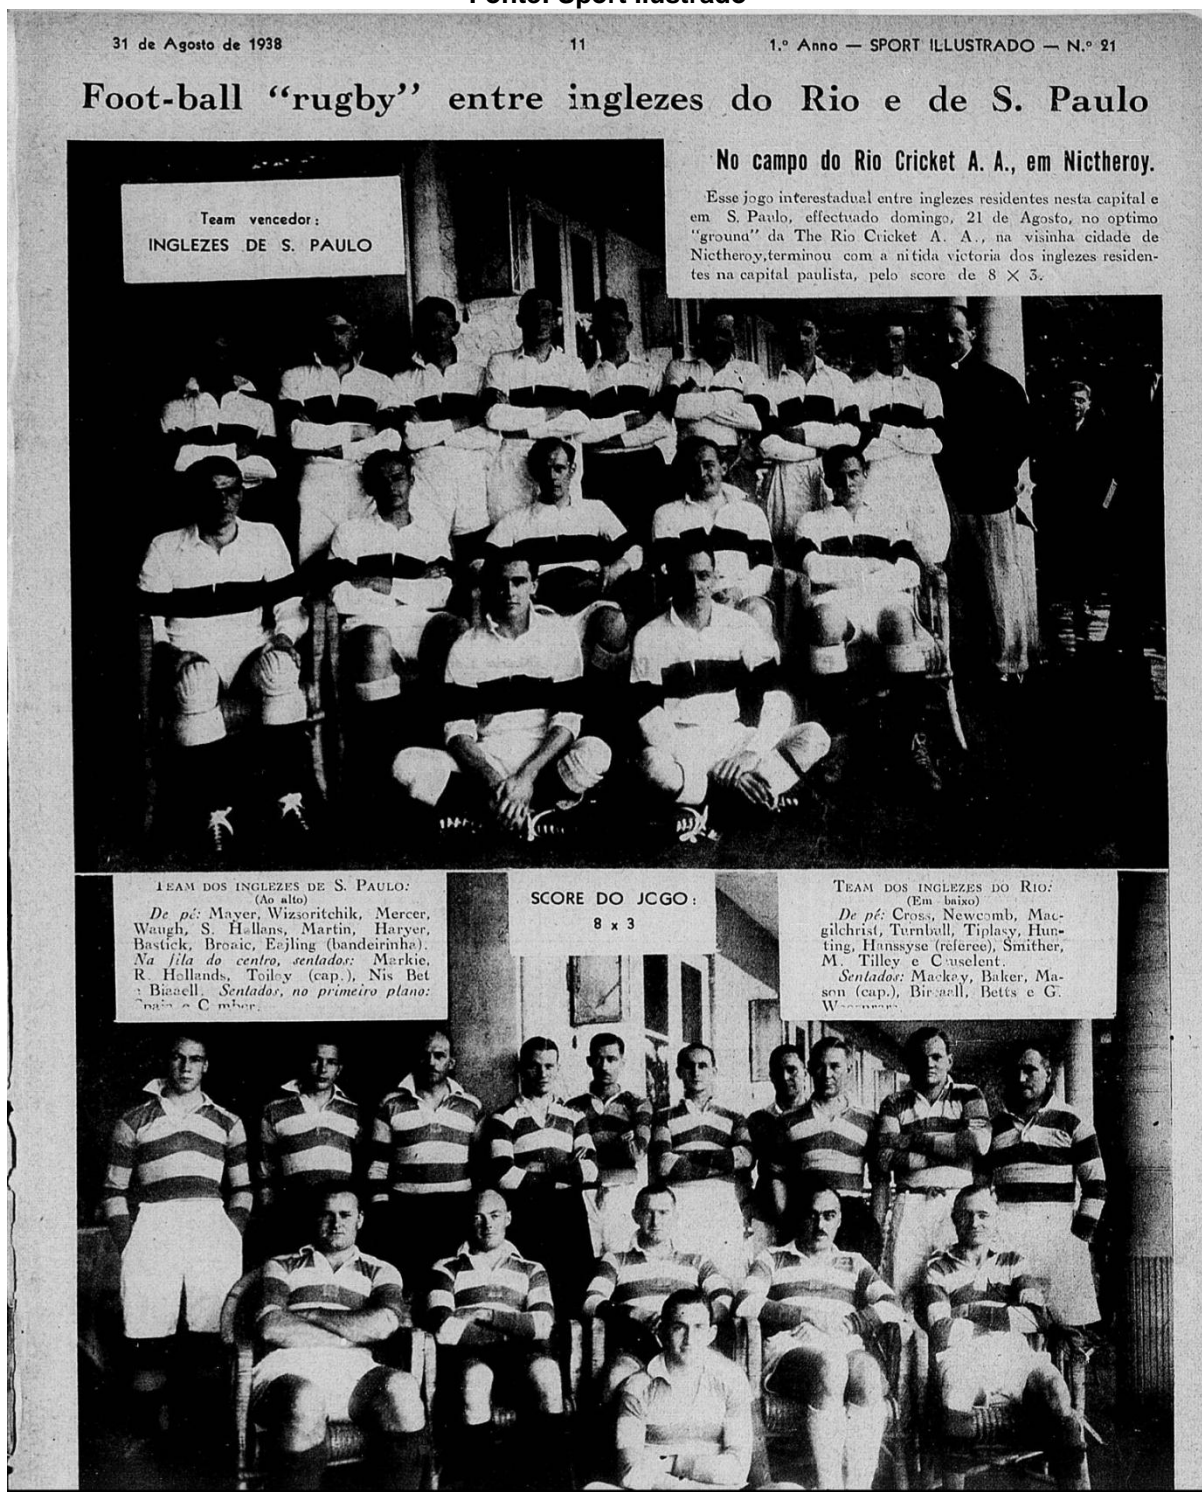 Fonte: Sport Ilustrado
31 de Agosto de 1938 11 1.º Anno — SPORT ILLUSTRADO — N.º 21
Foot-ball “rugby” entre inglezes do Rio e de S. Paulo
No campo do Rio Cricket A. A., em Nictheroy.
Esse jogo interestadual entre inglezes residentes nesta capital e
em S. Paulo, effectuado domingo, 21 de Agosto, no optimo
“ground” da The Rio Cricket A. A., na visinha cidade de
Nictheroy,terminou com a nitida victoria dos inglezes residen-
tes na capital paulista, pelo score de 8 X 3.
Team vencedor:
INGLEZES DE S. PAULO
TEAM DOS INGLEZES DE S. PAULO:
(Ao alto)
De pé: Mayer, Wizsoritchik, Mercer,
Waugh, S. Hallans, Martin, Haryer,
Bastick, Broaic, Eajling (bandeirinha).
Na fila do centro, sentados: Markie,
R. Hollands, Toiloy (cap.), Nis Bet
Biasell. Sentados, no primeiro plano:
SCORE DO JOGO:
8 x 3
TEAM DOS INGLEZES DO RIO:
(Em baixo)
De pé: Cross, Newcomb, Mac-
gilchrist, Turnball, Tiplasy, Hun-
ting, Hanssyse (referee), Smither,
M. Tilley e
Sentados: Mackay, Baker, Ma-
son (cap.), Betts e G.